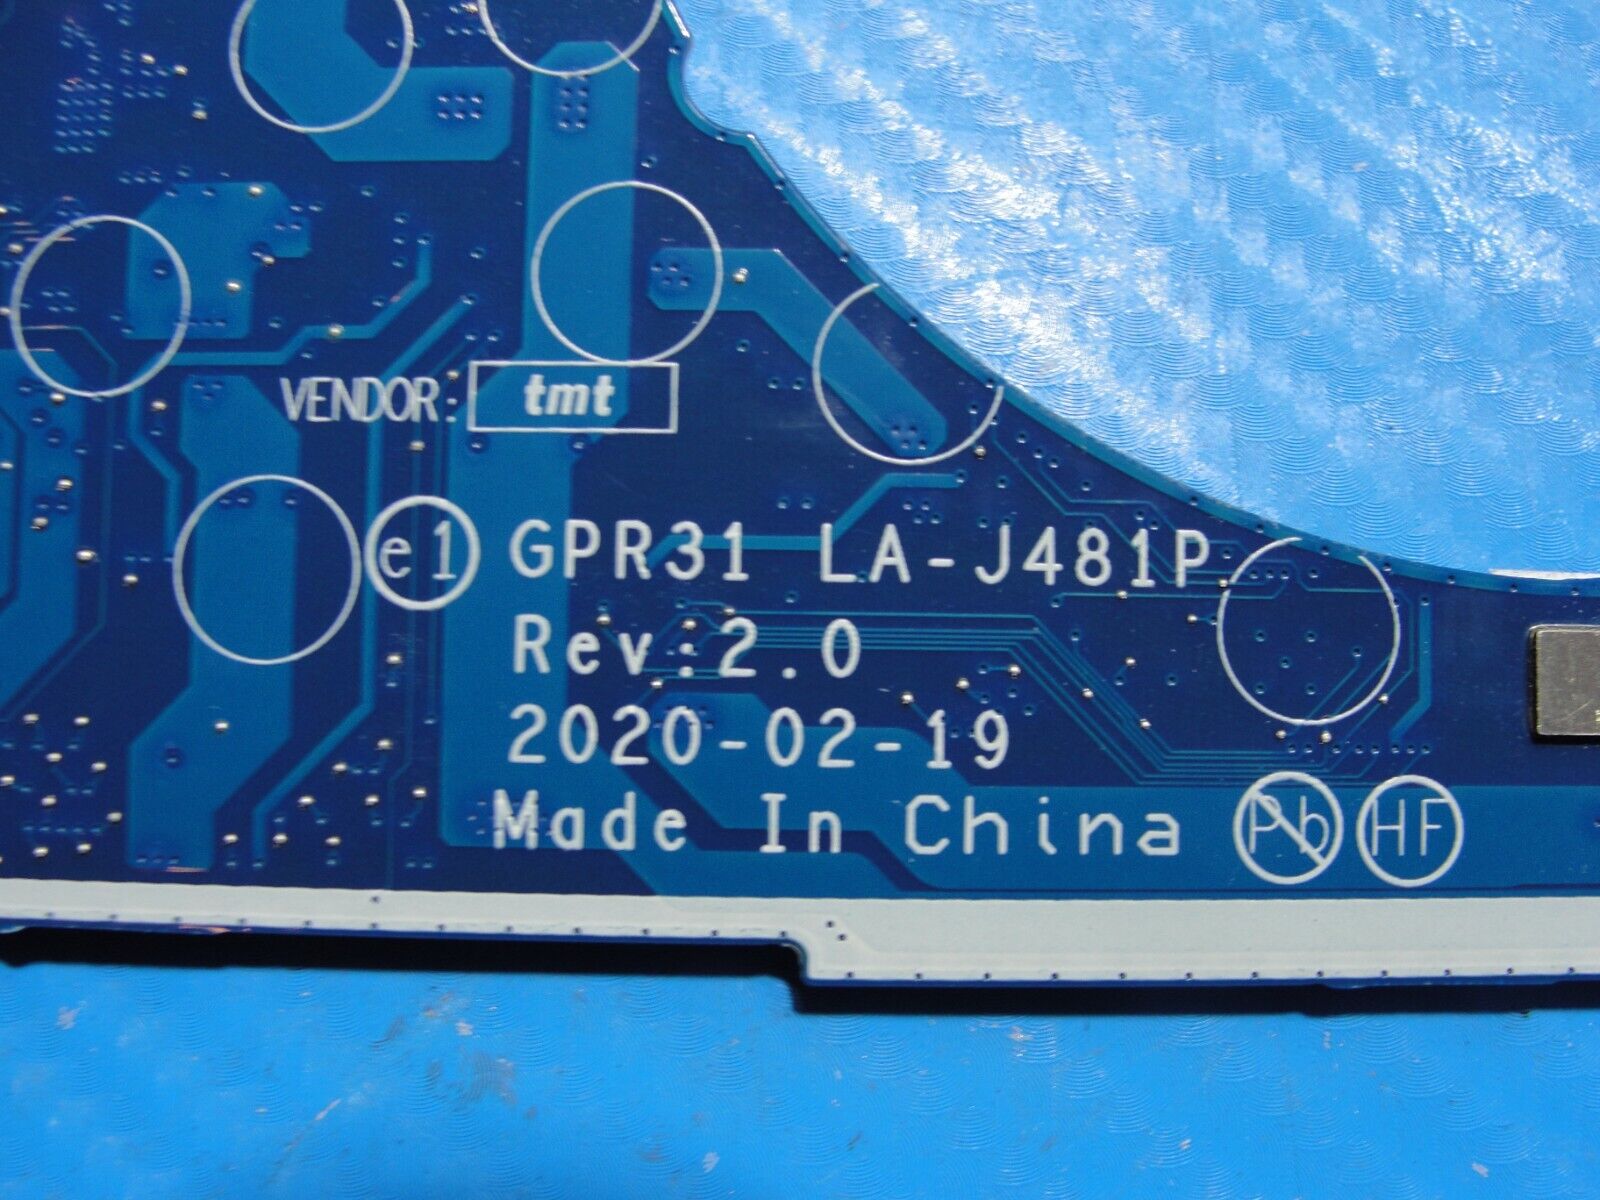 VENDOR: tmt
e1 GPR31 LA-J481P
Rev:2.0
2020-02-19
Made In China Pb HF